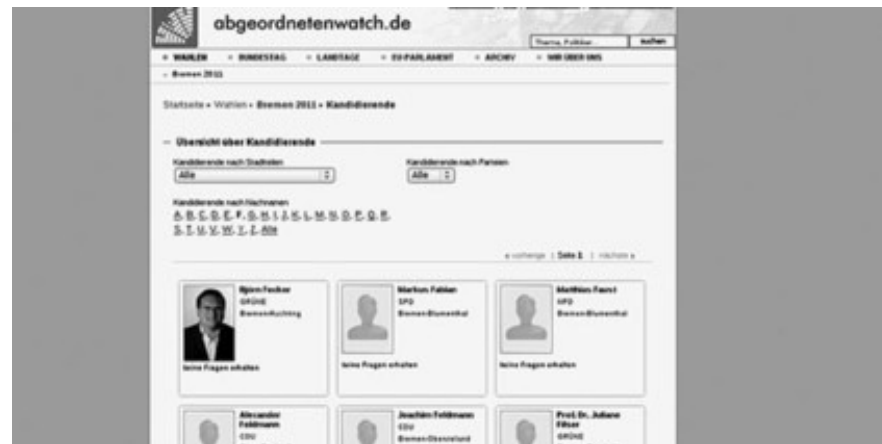 abgeordnetenwatch.de
Thema, Politiker... suchen
WAHLEN BUNDESTAG LANDTAGE EU-PARLAMENT ARCHIV WIR ÜBER UNS
Bremen 2011
Startseite Wahlen Bremen 2011 Kandidierende
Übersicht über Kandidierende
Kandidierende nach Stadtteilen Kandidierende nach Parteien
Alle Alle
Kandidierende nach Nachnamen
A, B, C, D, E, F, G, H, I, J, K, L, M, N, O, P, Q, R,
S, T, U, V, W, Y, Z, Alle
« vorherige | Seite 1 | nächste »
Björn Fecker
GRÜNE
Bremen-Huchting
keine Fragen erhalten
Markus Fabian
SPD
Bremen-Blumenthal
keine Fragen erhalten
Matthias Faust
NPD
Bremen-Blumenthal
keine Fragen erhalten
Alexander
Feldmann
CDU
Joachim Feldmann
CDU
Bremen-Obervieland
Prof. Dr. Juliane
Filser
GRÜNE